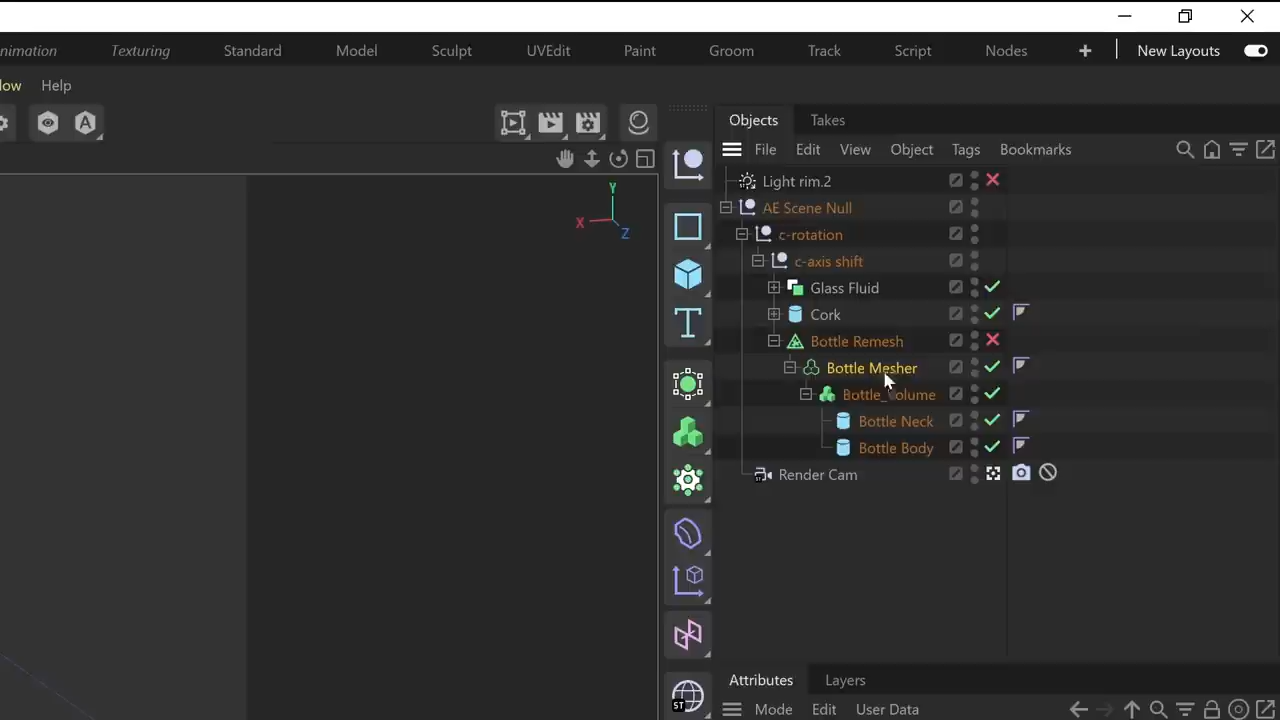 nimation Texturing Standard Model Sculpt UVEdit Paint Groom Track Script Nodes New Layouts
low Help
Objects Takes
File Edit View Object Tags Bookmarks
Y
X
Z
Light rim.2
AE Scene Null
c-rotation
c-axis shift
Glass Fluid
Cork
Bottle Remesh
Bottle Mesher
Bottle_Volume
Bottle Neck
Bottle Body
Render Cam
ST
Attributes Layers
Mode Edit User Data